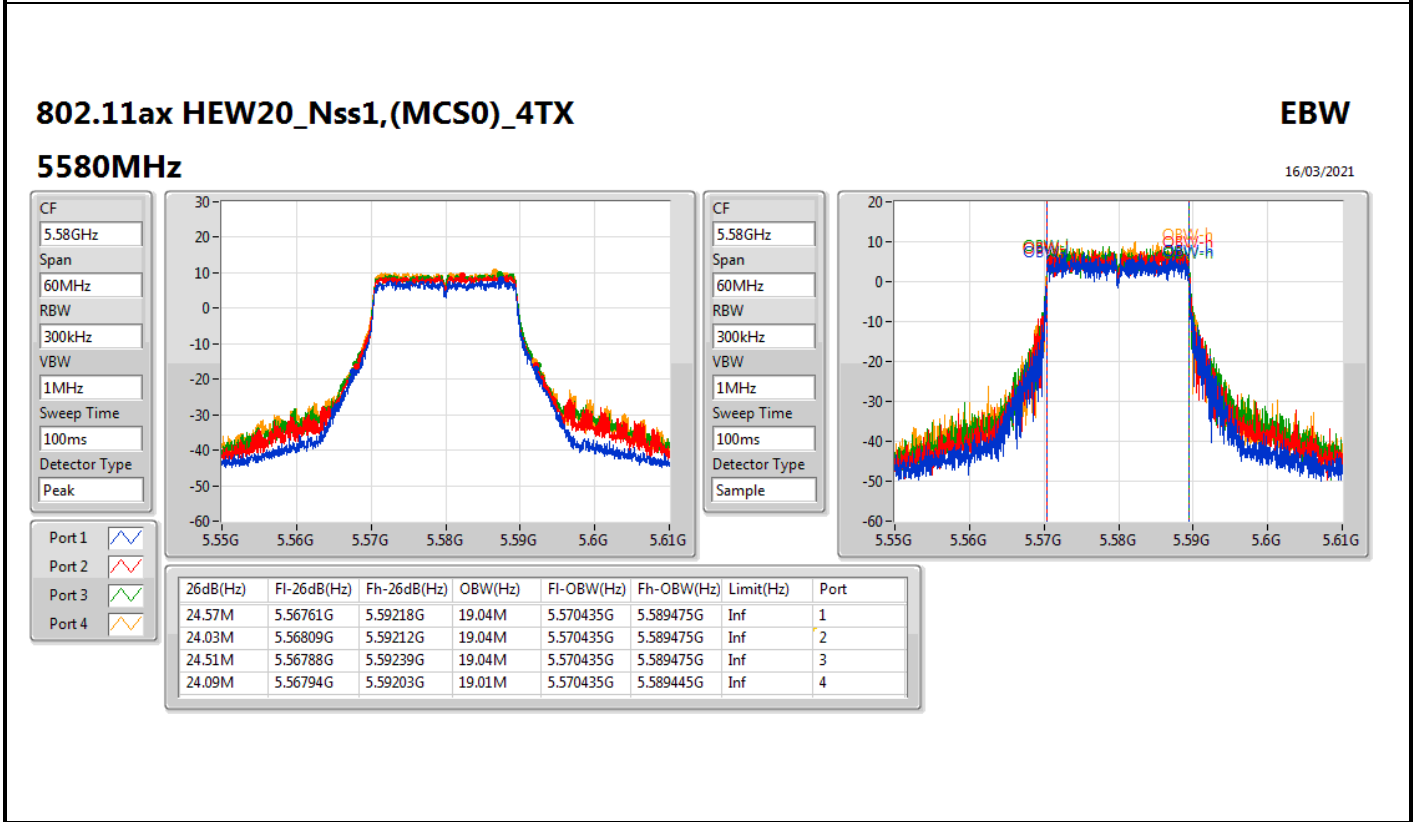 802.11ax HEW20_Nss1,(MCS0)_4TX EBW
5580MHz 16/03/2021
CF
5.58GHz
Span
60MHz
RBW
300kHz
VBW
1MHz
Sweep Time
100ms
Detector Type
Peak
30
20
10
0
-10
-20
-30
-40
-50
-60
5.55G 5.56G 5.57G 5.58G 5.59G 5.6G 5.61G
CF
5.58GHz
Span
60MHz
RBW
300kHz
VBW
1MHz
Sweep Time
100ms
Detector Type
Sample
20
10
0
-10
-20
-30
-40
-50
-60
OBW-h
OBW-h
OBW-h
5.55G 5.56G 5.57G 5.58G 5.59G 5.6G 5.61G
Port 1
Port 2
Port 3
Port 4
26dB(Hz) Fl-26dB(Hz) Fh-26dB(Hz) OBW(Hz) Fl-OBW(Hz) Fh-OBW(Hz) Limit(Hz) Port
24.57M 5.56761G 5.59218G 19.04M 5.570435G 5.589475G Inf 1
24.03M 5.56809G 5.59212G 19.04M 5.570435G 5.589475G Inf 2
24.51M 5.56788G 5.59239G 19.04M 5.570435G 5.589475G Inf 3
24.09M 5.56794G 5.59203G 19.01M 5.570435G 5.589445G Inf 4